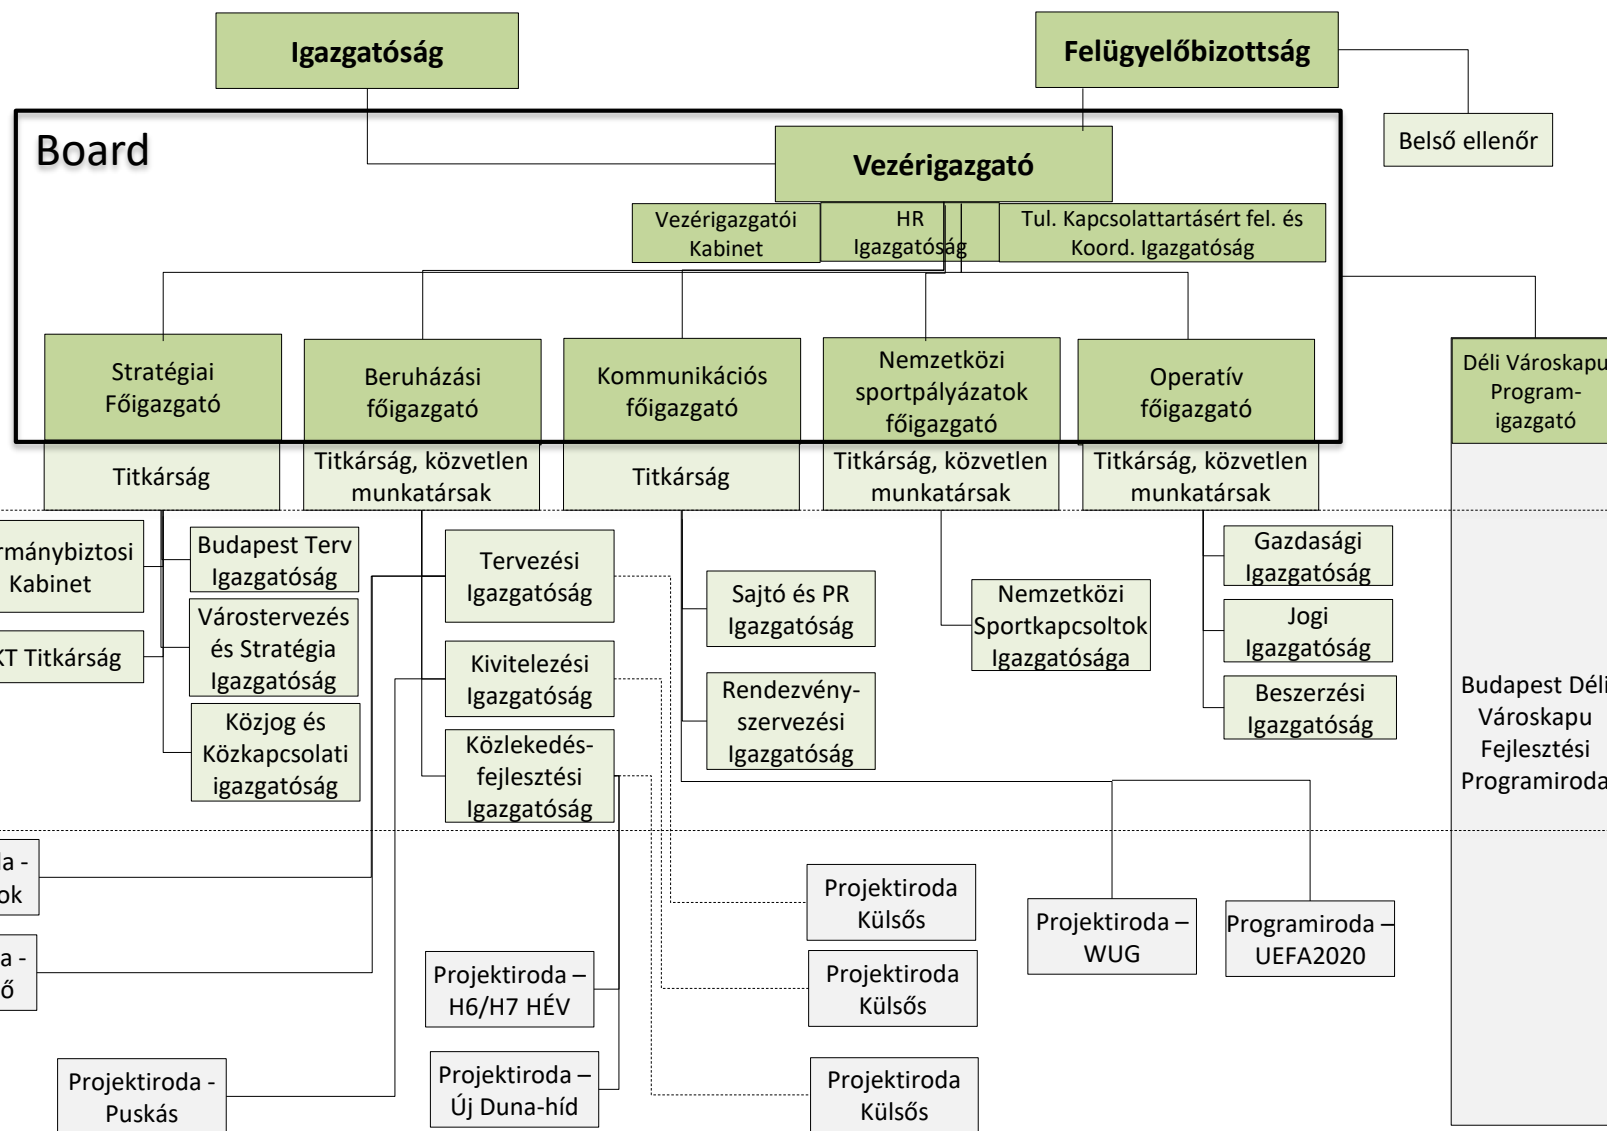 Igazgatóság
Felügyelőbizottság
Board
Belső ellenőr
Vezérigazgató
Vezérigazgatói
Kabinet
HR
Igazgatóság
Tul. Kapcsolattartásért fel. és
Koord. Igazgatóság
Stratégiai
Főigazgató
Beruházási
főigazgató
Kommunikációs
főigazgató
Nemzetközi
sportpályázatok
főigazgató
Operatív
főigazgató
Déli Városkapu
Program-
igazgató
Titkárság
Titkárság, közvetlen
munkatársak
Titkárság
Titkárság, közvetlen
munkatársak
Titkárság, közvetlen
munkatársak
rmánybiztosi
Kabinet
KT Titkárság
Budapest Terv
Igazgatóság
Várostervezés
és Stratégia
Igazgatóság
Közjog és
Közkapcsolati
igazgatóság
Tervezési
Igazgatóság
Kivitelezési
Igazgatóság
Közlekedés-
fejlesztési
Igazgatóság
Sajtó és PR
Igazgatóság
Rendezvény-
szervezési
Igazgatóság
Nemzetközi
Sportkapcsoltok
Igazgatósága
Gazdasági
Igazgatóság
Jogi
Igazgatóság
Beszerzési
Igazgatóság
Budapest Déli
Városkapu
Fejlesztési
Programiroda
da -
ok
a -
ő
Projektiroda -
Puskás
Projektiroda –
H6/H7 HÉV
Projektiroda –
Új Duna-híd
Projektiroda
Külsős
Projektiroda
Külsős
Projektiroda
Külsős
Projektiroda –
WUG
Programiroda –
UEFA2020